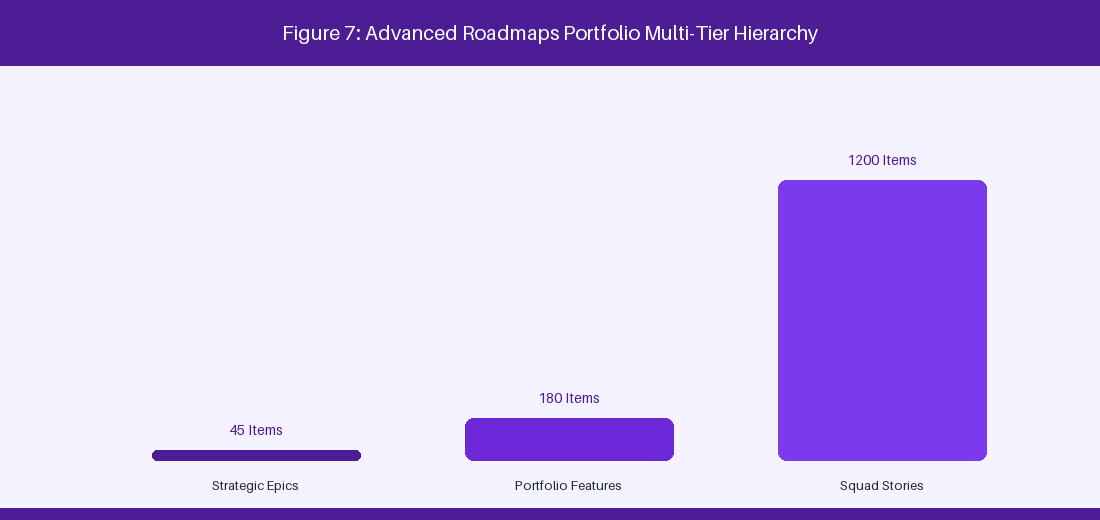 Figure 7: Advanced Roadmaps Portfolio Multi-Tier Hierarchy
1200 Items
180 Items
45 Items
Strategic Epics
Portfolio Features
Squad Stories